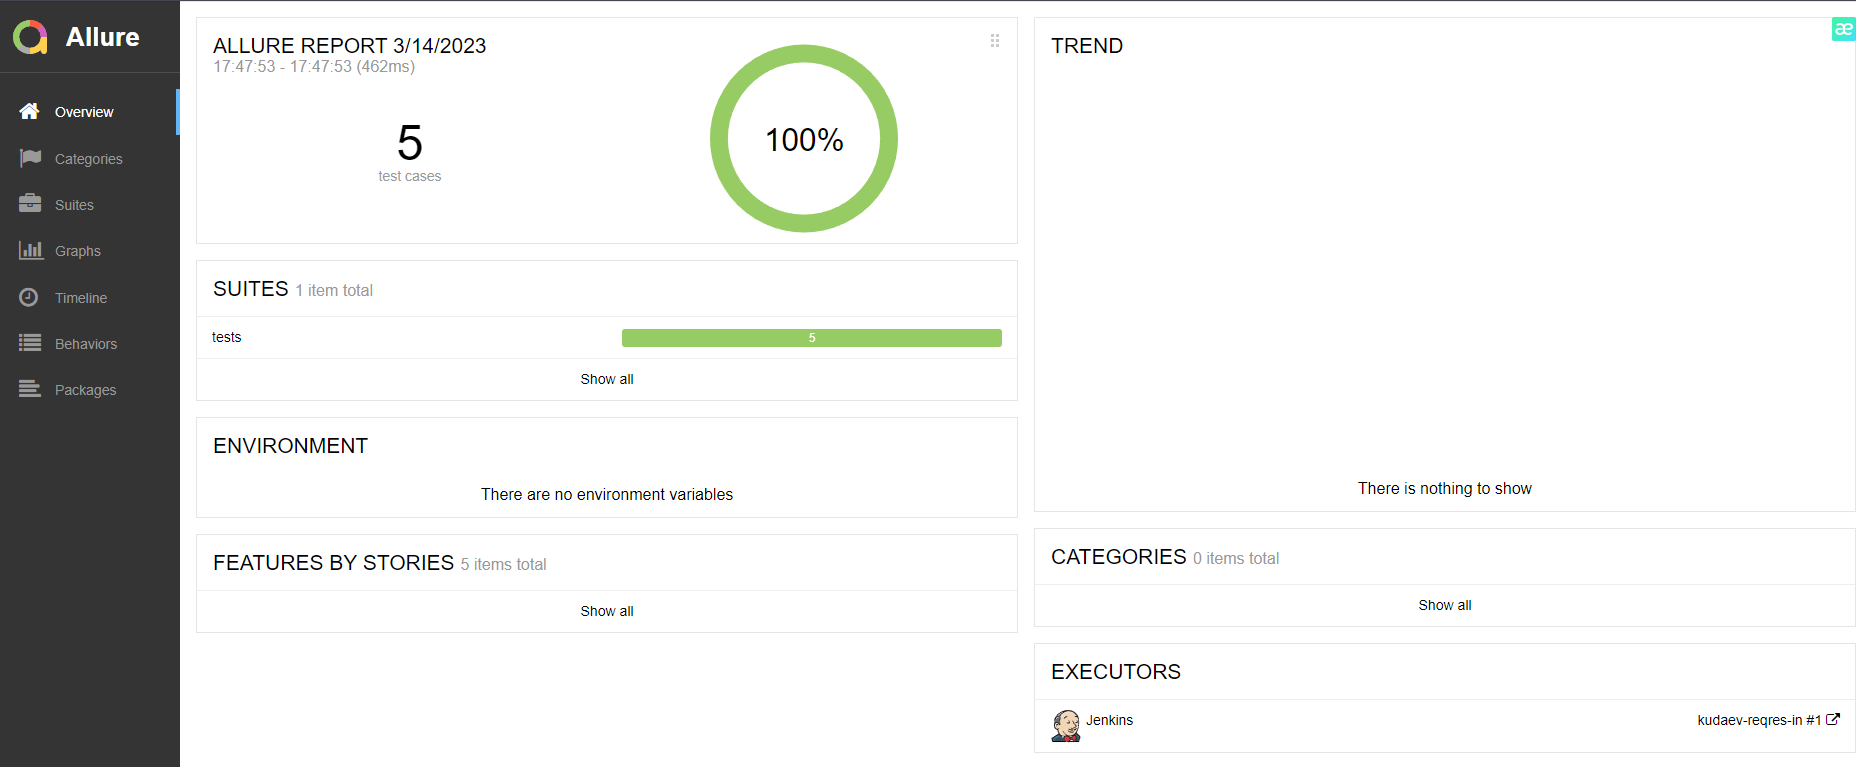 Allure
Overview
Categories
Suites
Graphs
Timeline
Behaviors
Packages
ALLURE REPORT 3/14/2023
17:47:53 - 17:47:53 (462ms)
5
test cases
100%
SUITES 1 item total
tests 5
Show all
ENVIRONMENT
There are no environment variables
FEATURES BY STORIES 5 items total
Show all
TREND
æ
There is nothing to show
CATEGORIES 0 items total
Show all
EXECUTORS
Jenkins kudaev-reqres-in #1